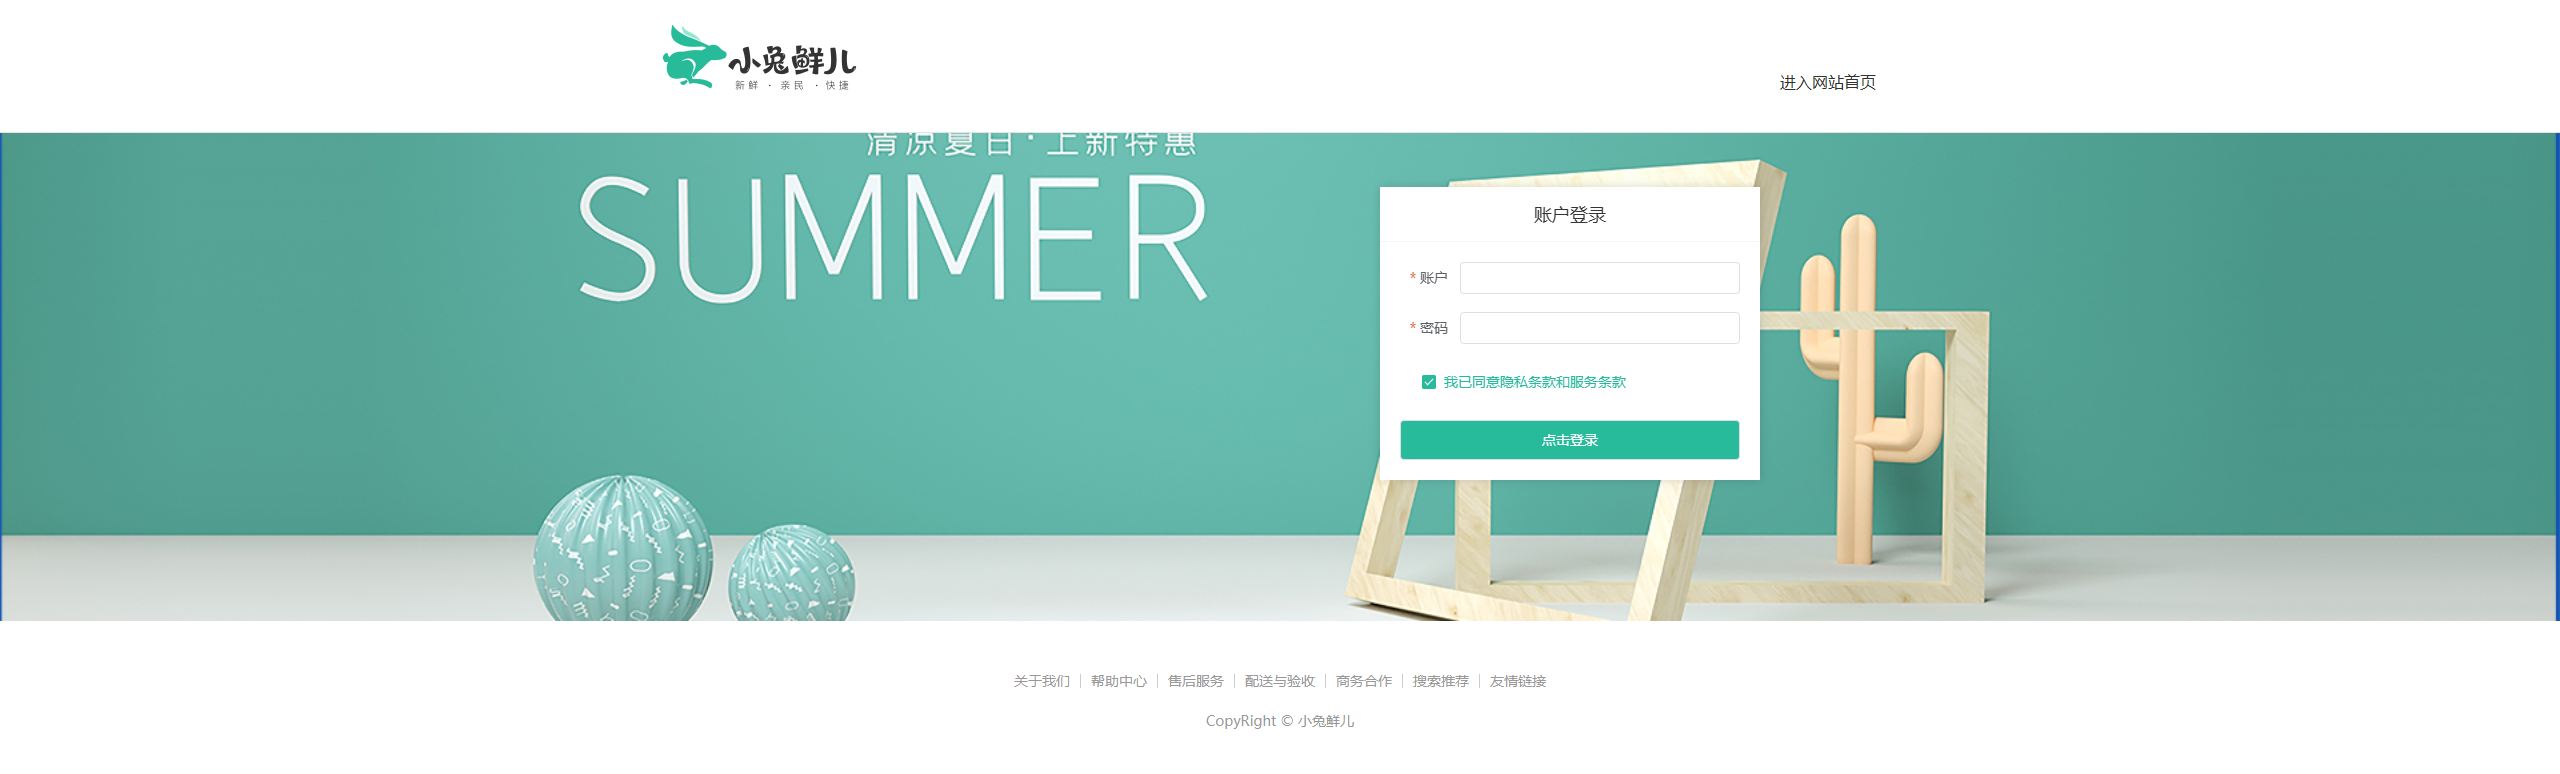 小兔鲜儿
新鲜 · 亲民 · 快捷
进入网站首页
清凉夏日·上新特惠
SUMMER
账户登录
* 账户
* 密码
我已同意隐私条款和服务条款
点击登录
关于我们 | 帮助中心 | 售后服务 | 配送与验收 | 商务合作 | 搜索推荐 | 友情链接
CopyRight © 小兔鲜儿